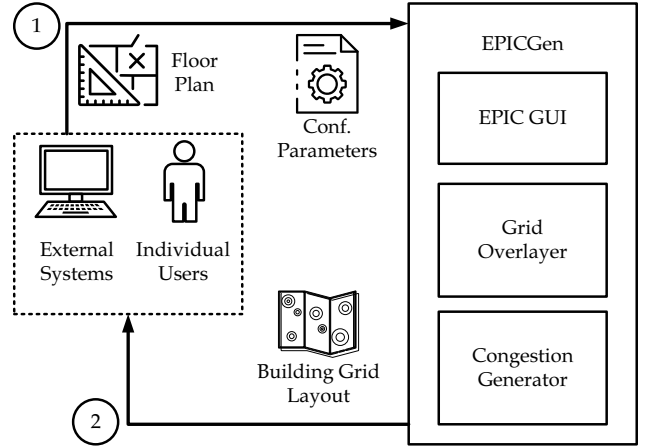 1
Floor
Plan
Conf.
Parameters
External
Systems
Individual
Users
Building Grid
Layout
2
EPICGen
EPIC GUI
Grid
Overlayer
Congestion
Generator